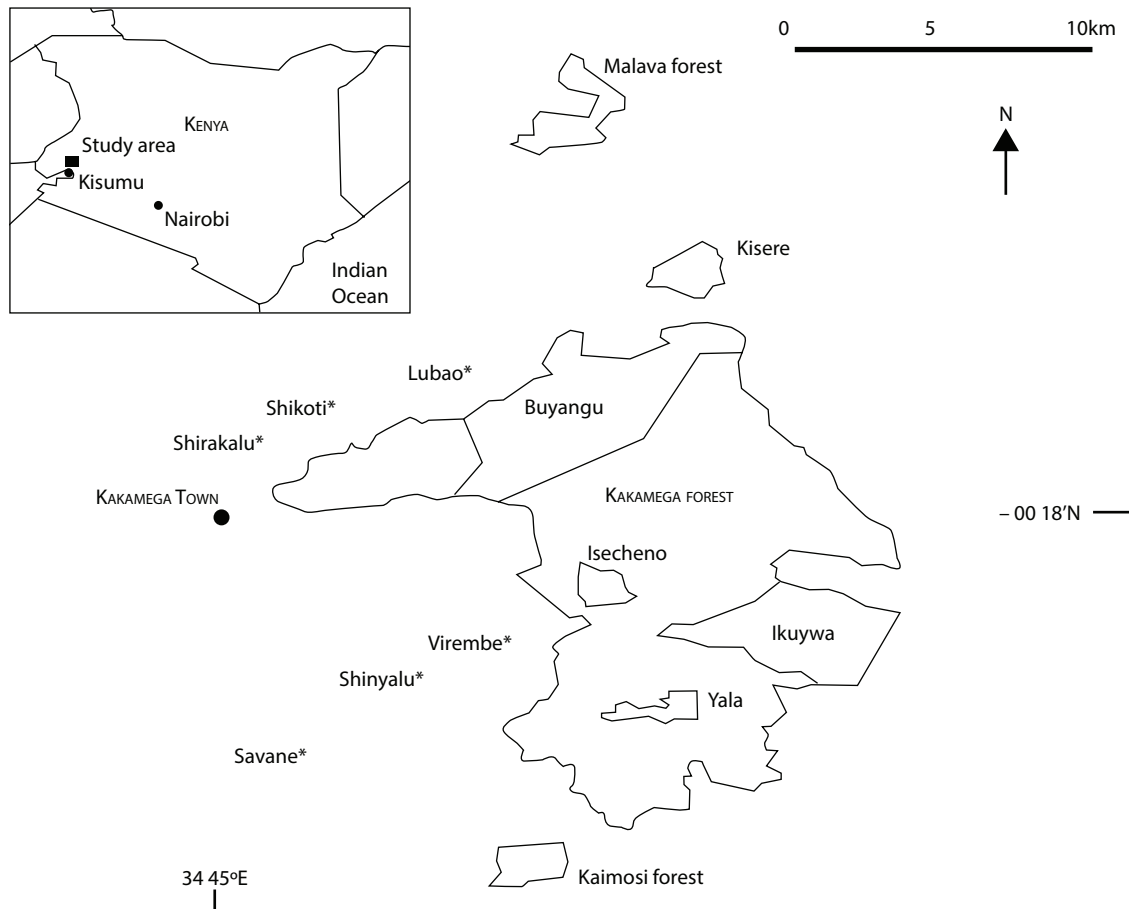 0 5 10km
Malava forest
N
KENYA
Study area
Kisumu
Nairobi
Indian
Ocean
Kisere
Lubao*
Shikoti*
Buyangu
Shirakalu*
KAKAMEGA TOWN
KAKAMEGA FOREST
– 00 18'N
Isecheno
Virembe*
Ikuywa
Shinyalu*
Yala
Savane*
34 45ºE
Kaimosi forest